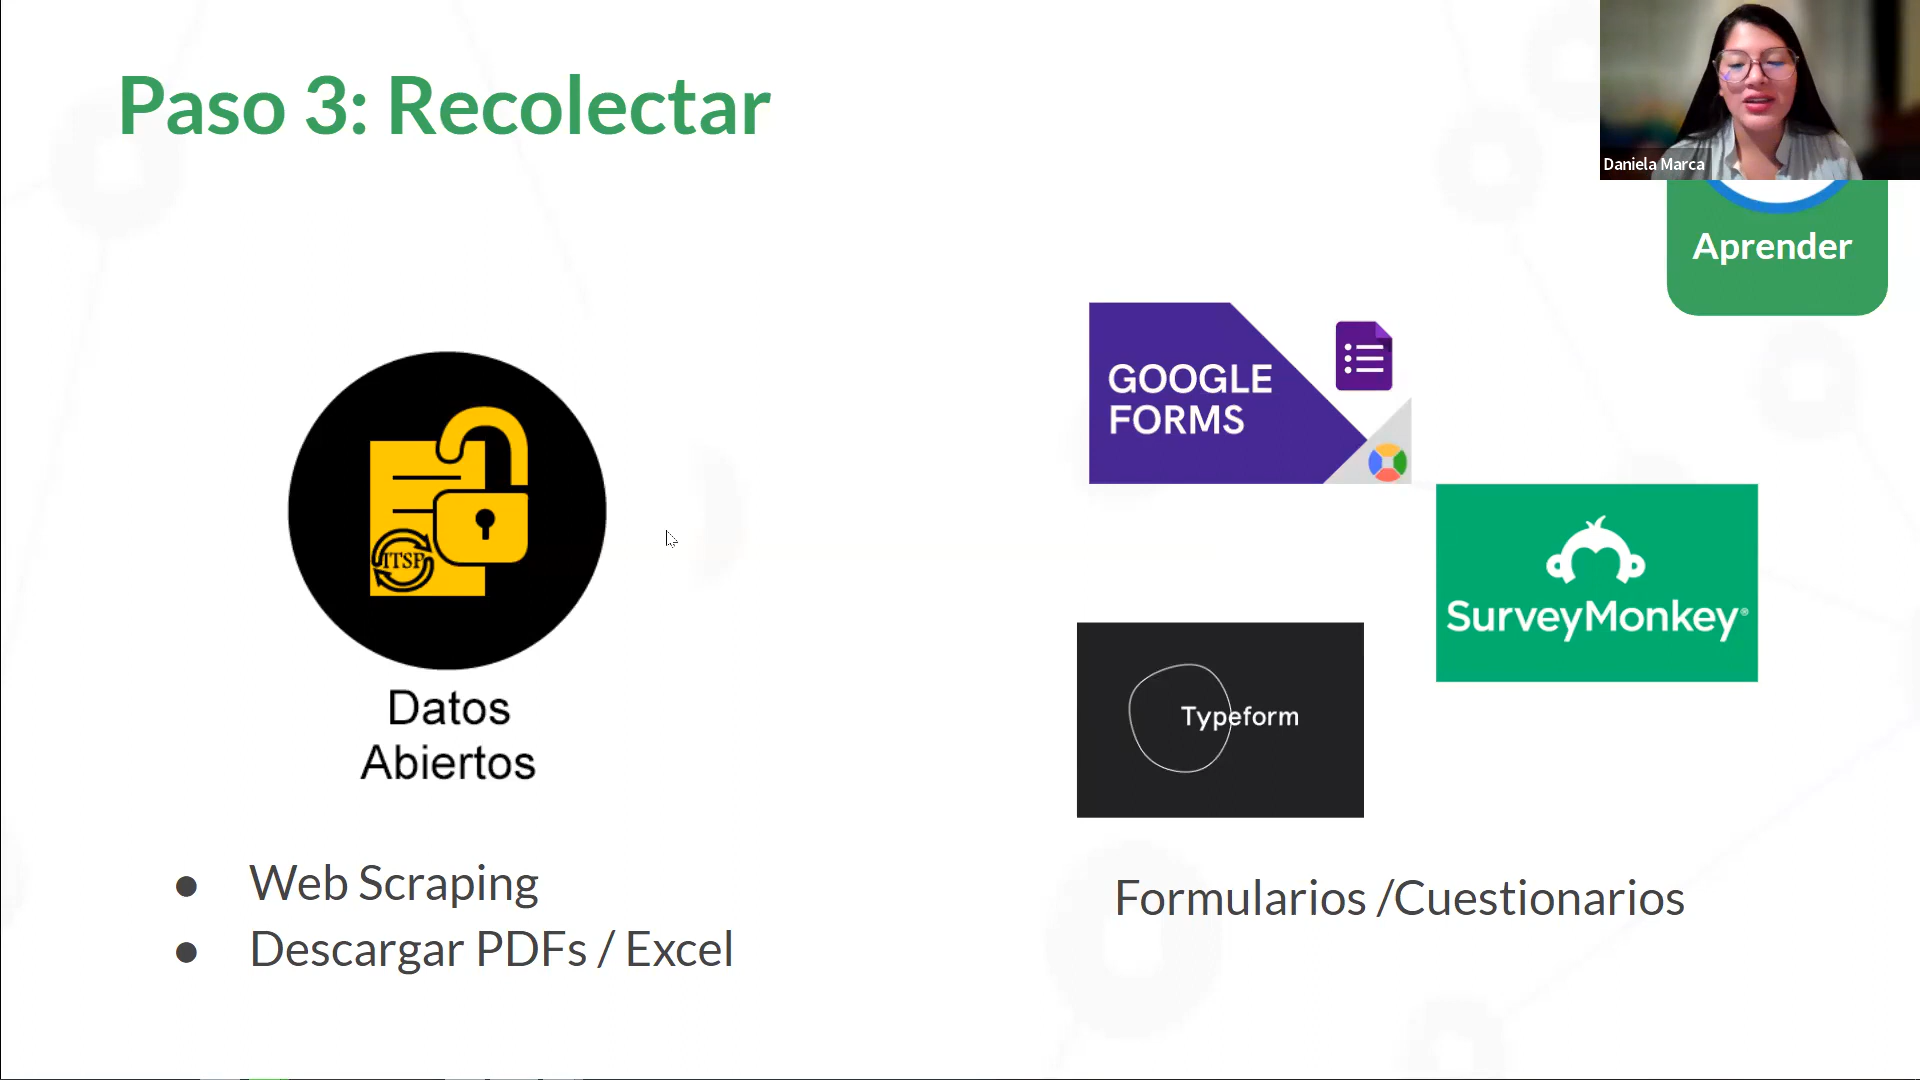 Paso 3: Recolectar
Daniela Marca
Aprender
GOOGLE
FORMS
ITSF
SurveyMonkey®
Typeform
Datos
Abiertos
● Web Scraping
● Descargar PDFs / Excel
Formularios /Cuestionarios